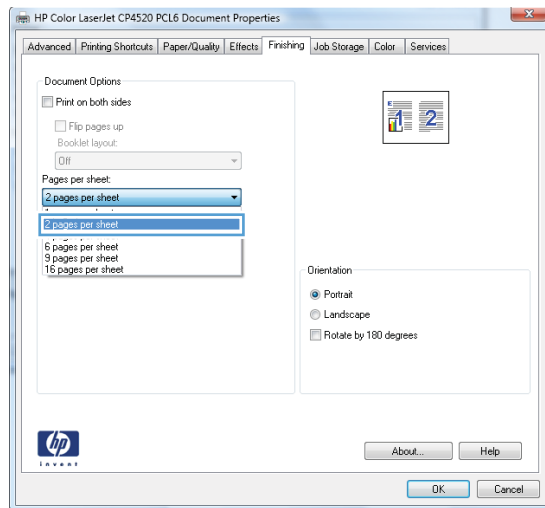 HP Color LaserJet CP4520 PCL6 Document Properties
Advanced Printing Shortcuts Paper/Quality Effects Finishing Job Storage Color Services
Document Options
Print on both sides
Flip pages up
Booklet layout:
Off
Pages per sheet:
2 pages per sheet
2 pages per sheet
6 pages per sheet
9 pages per sheet
16 pages per sheet
E
1 2
Orientation
Portrait
Landscape
Rotate by 180 degrees
hp
invent
About... Help
OK Cancel